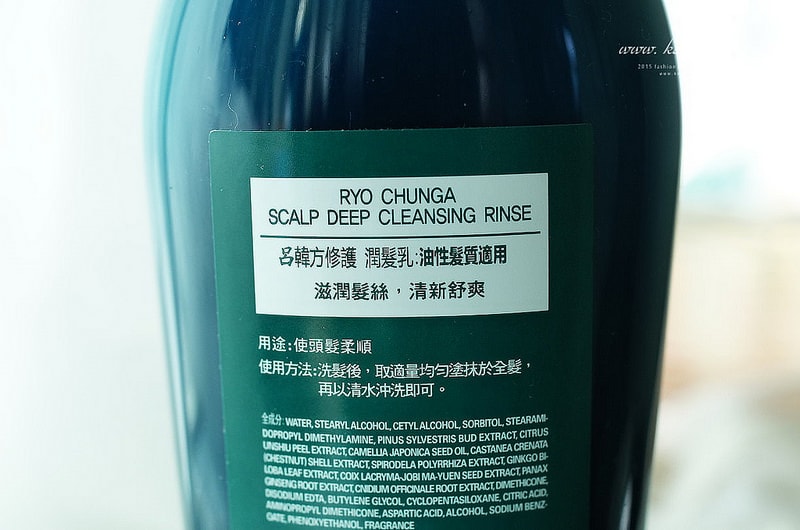 www.
2015 fashion
www.
RYO CHUNGA
SCALP DEEP CLEANSING RINSE
呂韓方修護 潤髮乳:油性髮質適用
滋潤髮絲，清新舒爽
用途:使頭髮柔順
使用方法:洗髮後，取適量均勻塗抹於全髮，
再以清水沖洗即可。
全成分: WATER, STEARYL ALCOHOL, CETYL ALCOHOL, SORBITOL, STEARAMI-
DOPROPYL DIMETHYLAMINE, PINUS SYLVESTRIS BUD EXTRACT, CITRUS
UNSHIU PEEL EXTRACT, CAMELLIA JAPONICA SEED OIL, CASTANEA CRENATA
(CHESTNUT) SHELL EXTRACT, SPIRODELA POLYRRHIZA EXTRACT, GINKGO BI-
LOBA LEAF EXTRACT, COIX LACRYMA-JOBI MA-YUEN SEED EXTRACT, PANAX
GINSENG ROOT EXTRACT, CNIDIUM OFFICINALE ROOT EXTRACT, DIMETHICONE,
DISODIUM EDTA, BUTYLENE GLYCOL, CYCLOPENTASILOXANE, CITRIC ACID,
AMINOPROPYL DIMETHICONE, ASPARTIC ACID, ALCOHOL, SODIUM BENZ-
OATE, PHENOXYETHANOL, FRAGRANCE